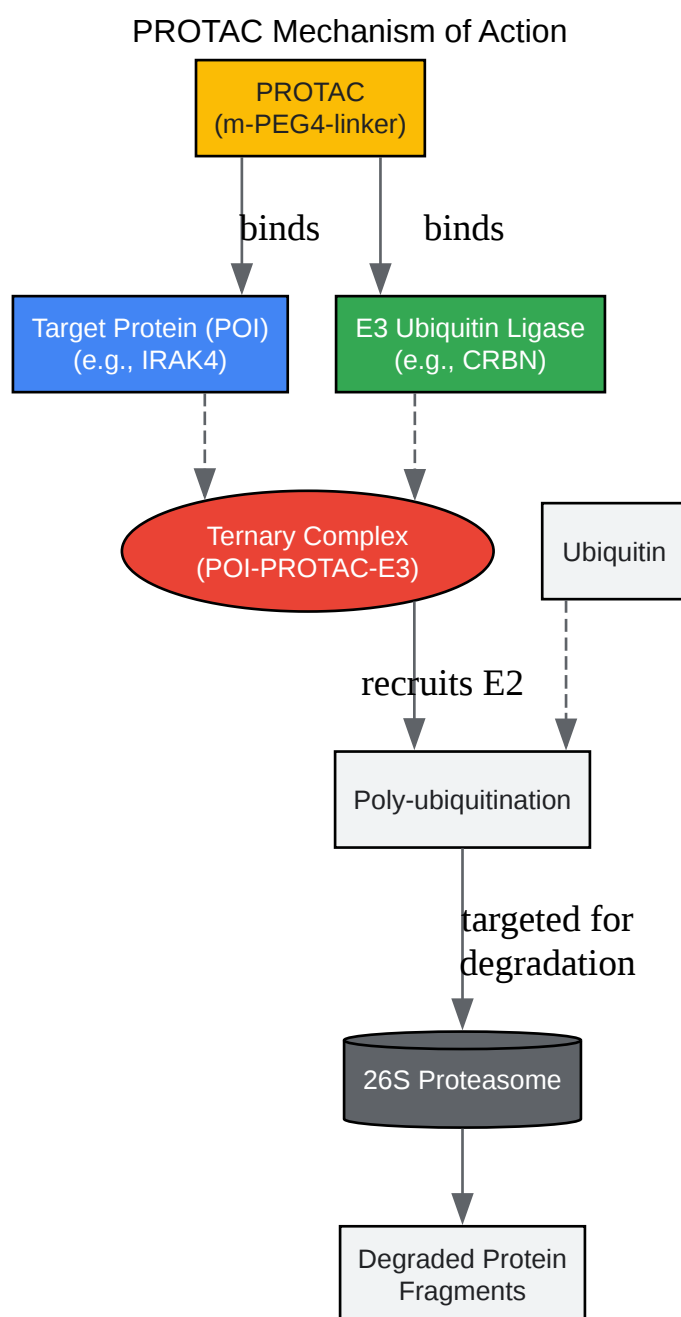 PROTAC Mechanism of Action
PROTAC
(m-PEG4-linker)
binds
binds
Target Protein (POI)
(e.g., IRAK4)
E3 Ubiquitin Ligase
(e.g., CRBN)
Ternary Complex
(POI-PROTAC-E3)
Ubiquitin
recruits E2
Poly-ubiquitination
targeted for
degradation
26S Proteasome
Degraded Protein
Fragments